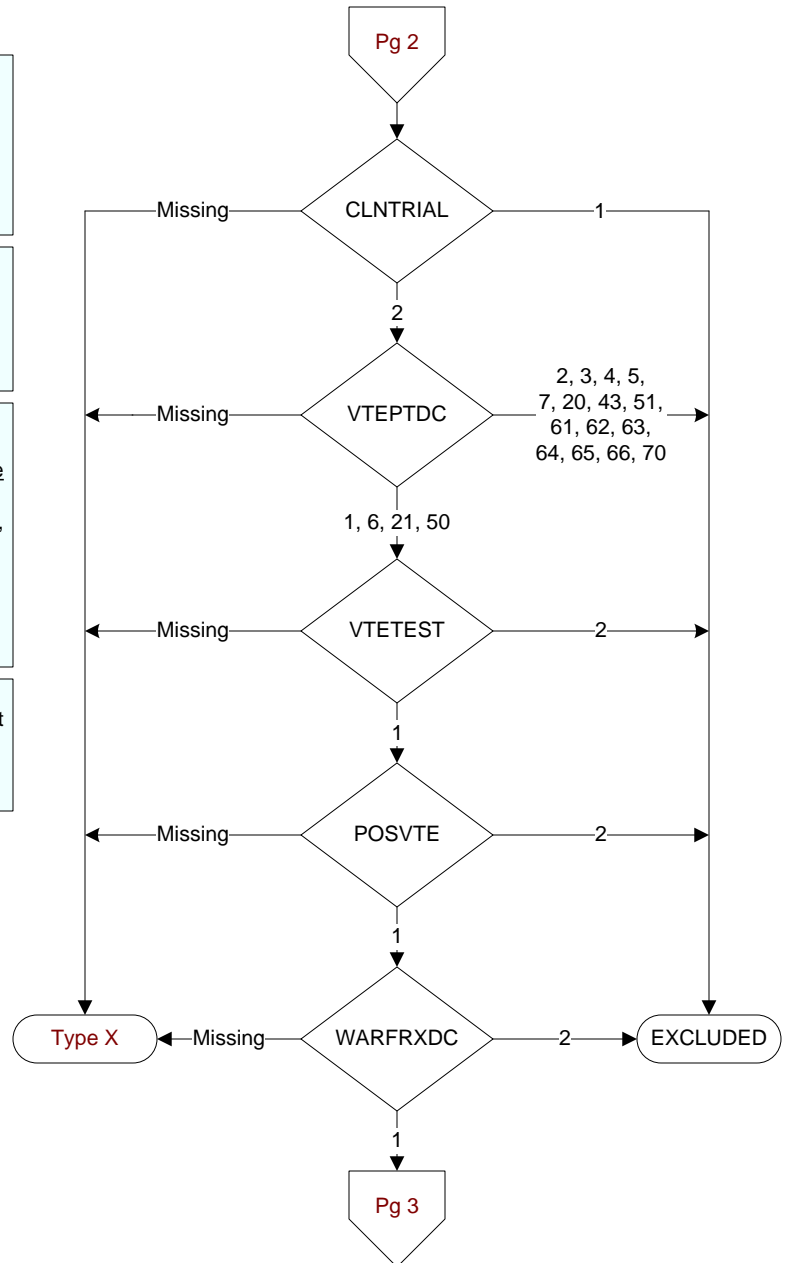 Pg 2
Missing
CLNTRIAL
1
2
Missing
VTEPTDC
2, 3, 4, 5,
7, 20, 43, 51,
61, 62, 63,
64, 65, 66, 70
1, 6, 21, 50
Missing
VTETEST
2
1
Missing
POSVTE
2
1
Type X
Missing
WARFRXDC
2
EXCLUDED
1
Pg 3